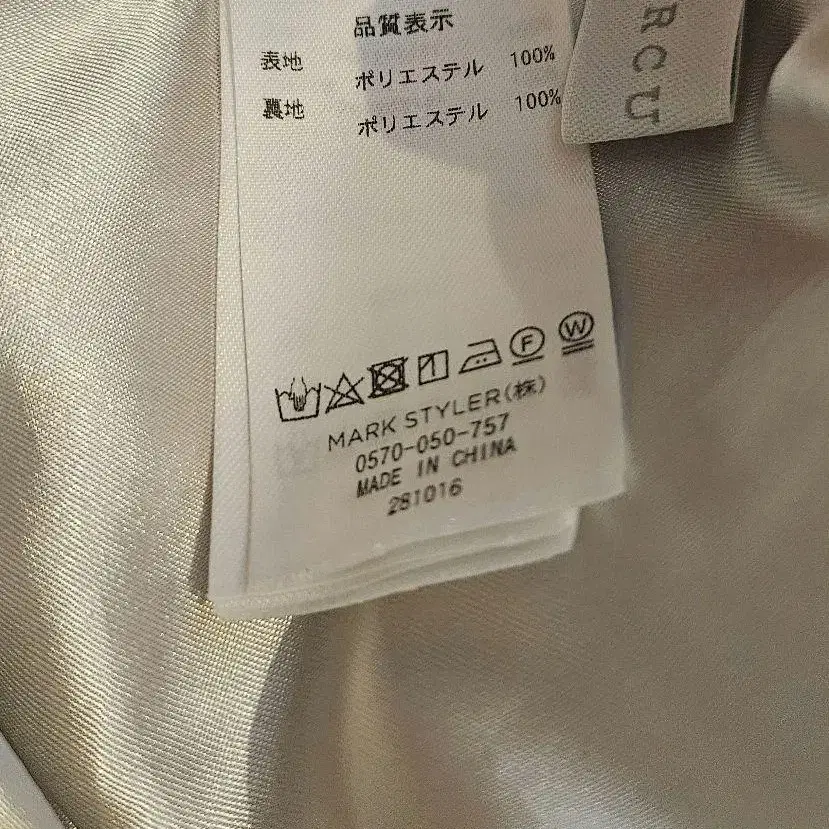 品質表示
表地 ポリエステル 100%
裏地 ポリエステル 100%
RCU
F W
MARK STYLER(株)
0570-050-757
MADE IN CHINA
281016